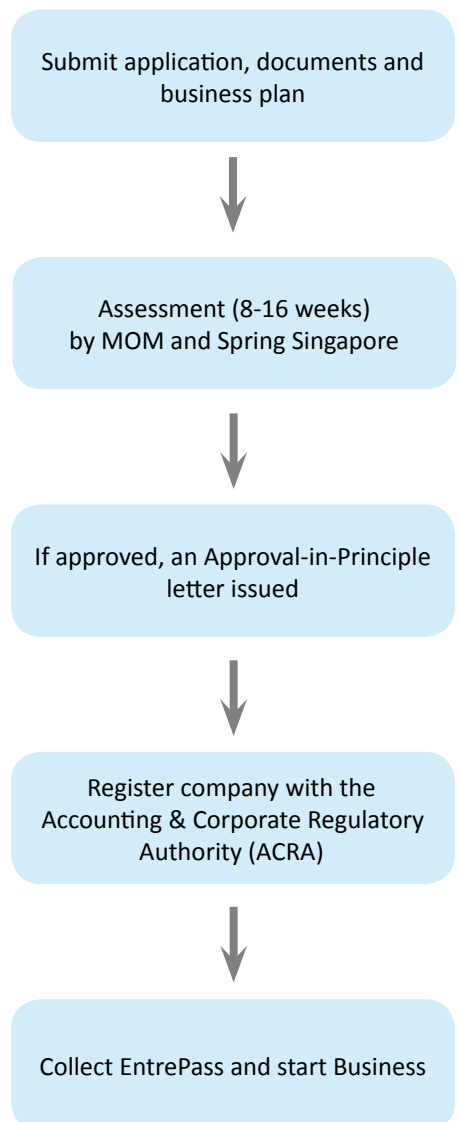 Submit application, documents and
business plan
Assessment (8-16 weeks)
by MOM and Spring Singapore
If approved, an Approval-in-Principle
letter issued
Register company with the
Accounting & Corporate Regulatory
Authority (ACRA)
Collect EntrePass and start Business